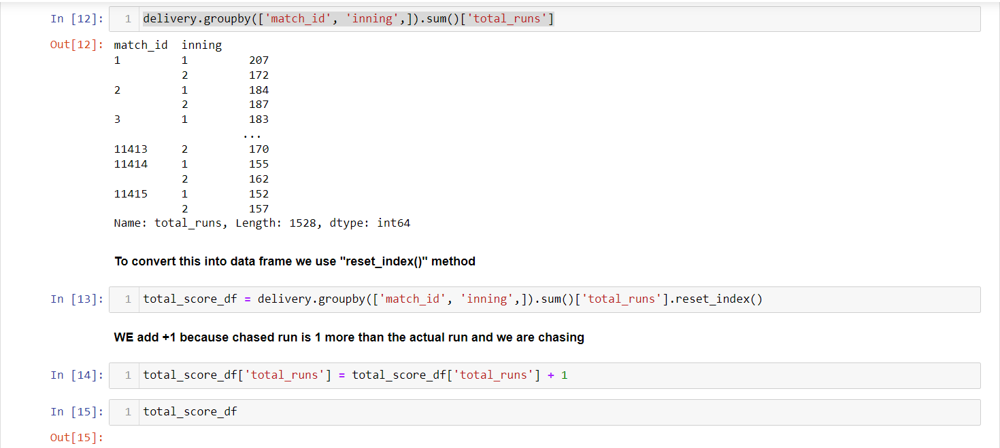 In [12]: 1 delivery.groupby(['match_id', 'inning',]).sum()['total_runs']
Out[12]: match_id  inning
1         1         207
          2         172
2         1         184
          2         187
3         1         183
                   ...
11413     2         170
11414     1         155
          2         162
11415     1         152
          2         157
Name: total_runs, Length: 1528, dtype: int64
To convert this into data frame we use "reset_index()" method
In [13]: 1 total_score_df = delivery.groupby(['match_id', 'inning',]).sum()['total_runs'].reset_index()
WE add +1 because chased run is 1 more than the actual run and we are chasing
In [14]: 1 total_score_df['total_runs'] = total_score_df['total_runs'] + 1
In [15]: 1 total_score_df
Out[15]: